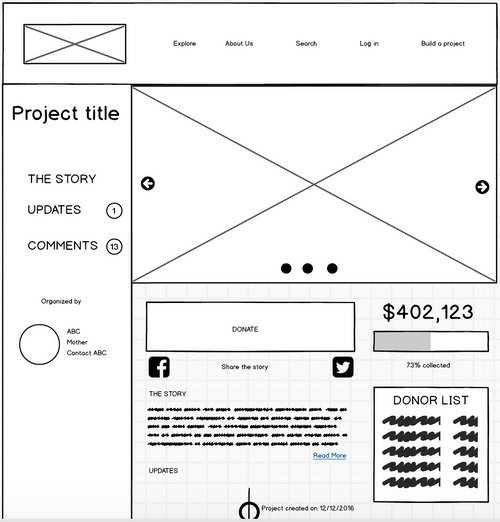 Explore
About Us
Search
Log in
Build a project
Project title
THE STORY
UPDATES
1
COMMENTS
13
Organized by
ABC
Mother
Contact ABC
DONATE
Share the story
$402,123
73% collected
THE STORY
Read More
UPDATES
Project created on 12/12/2016
DONOR LIST